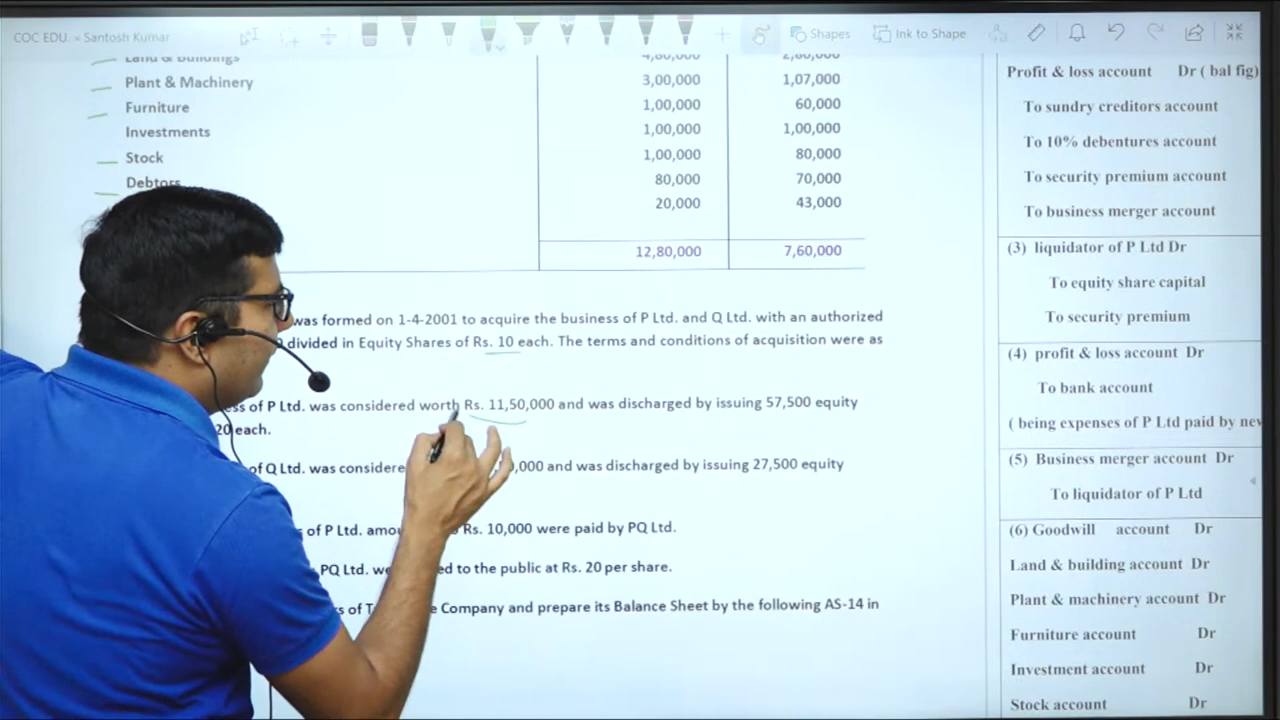 COC EDU. - Santosh Kumar
Shapes
Ink to Shape
Land & Buildings 4,80,000 2,80,000
Plant & Machinery 3,00,000 1,07,000
Furniture 1,00,000 60,000
Investments 1,00,000 1,00,000
Stock 1,00,000 80,000
Debtors 80,000 70,000
20,000 43,000
12,80,000 7,60,000
was formed on 1-4-2001 to acquire the business of P Ltd. and Q Ltd. with an authorized
divided in Equity Shares of Rs. 10 each. The terms and conditions of acquisition were as
of P Ltd. was considered worth Rs. 11,50,000 and was discharged by issuing 57,500 equity
20 each.
of Q Ltd. was ,000 and was discharged by issuing 27,500 equity
of P Ltd. Rs. 10,000 were paid by PQ Ltd.
PQ Ltd. to the public at Rs. 20 per share.
Company and prepare its Balance Sheet by the following AS-14 in
Profit & loss account Dr ( bal fig)
To sundry creditors account
To 10% debentures account
To security premium account
To business merger account
(3) liquidator of P Ltd Dr
To equity share capital
To security premium
(4) profit & loss account Dr
To bank account
( being expenses of P Ltd paid by
(5) Business merger account Dr
To liquidator of P Ltd
(6) Goodwill account Dr
Land & building account Dr
Plant & machinery account Dr
Furniture account Dr
Investment account Dr
Stock account Dr